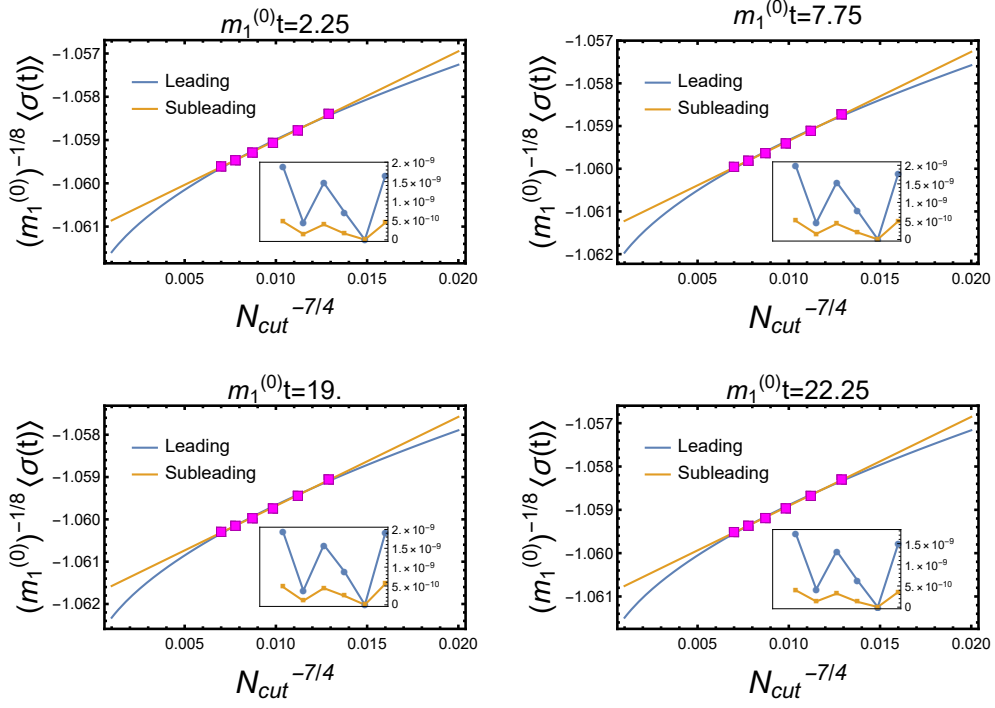 m₁⁽⁰⁾t=2.25
(m₁⁽⁰⁾)⁻¹/⁸ ⟨σ(t)⟩
−1.057
−1.058
−1.059
−1.060
−1.061
Leading
Subleading
2.×10⁻⁹
1.5×10⁻⁹
1.×10⁻⁹
5.×10⁻¹⁰
0
0.005 0.010 0.015 0.020
N_cut⁻⁷/⁴
m₁⁽⁰⁾t=7.75
(m₁⁽⁰⁾)⁻¹/⁸ ⟨σ(t)⟩
−1.057
−1.058
−1.059
−1.060
−1.061
−1.062
Leading
Subleading
2.×10⁻⁹
1.5×10⁻⁹
1.×10⁻⁹
5.×10⁻¹⁰
0
0.005 0.010 0.015 0.020
N_cut⁻⁷/⁴
m₁⁽⁰⁾t=19.
(m₁⁽⁰⁾)⁻¹/⁸ ⟨σ(t)⟩
−1.058
−1.059
−1.060
−1.061
−1.062
Leading
Subleading
2.×10⁻⁹
1.5×10⁻⁹
1.×10⁻⁹
5.×10⁻¹⁰
0
0.005 0.010 0.015 0.020
N_cut⁻⁷/⁴
m₁⁽⁰⁾t=22.25
(m₁⁽⁰⁾)⁻¹/⁸ ⟨σ(t)⟩
−1.057
−1.058
−1.059
−1.060
−1.061
Leading
Subleading
1.5×10⁻⁹
1.×10⁻⁹
5.×10⁻¹⁰
0
0.005 0.010 0.015 0.020
N_cut⁻⁷/⁴